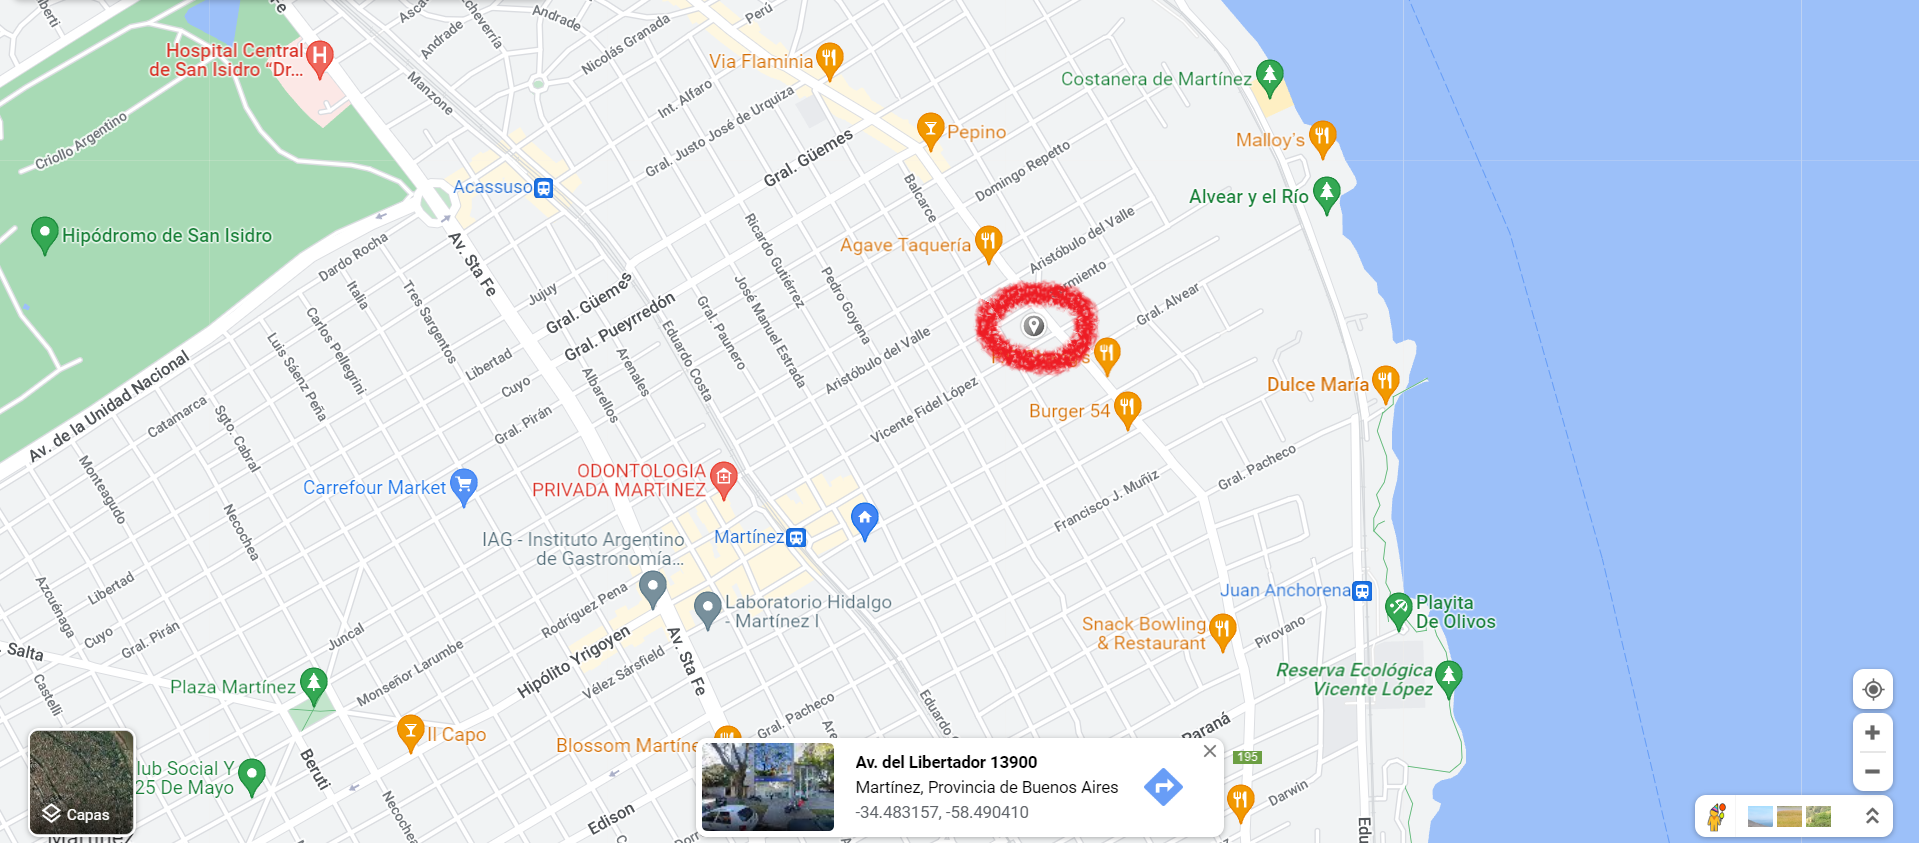 Hospital Central
de San Isidro “Dr...
Andrade
Andrade
Nicolás Granada
Perú
Via Flaminia
Manzone
Int. Alfaro
Gral. Justo José de Urquiza
Costanera de Martínez
Criollo Argentino
Gral. Güemes
Pepino
Malloy's
Acassuso
Domingo Repetto
Balcarce
Alvear y el Río
Hipódromo de San Isidro
Dardo Rocha
Av. Sta Fe
Ricardo Gutiérrez
Agave Taquería
Aristóbulo del Valle
Italia
Tres Sargentos
Jujuy
Gral. Güemes
Pedro Goyena
José Manuel Estrada
Gral. Alvear
Carlos Pellegrini
Gral. Pueyrredón
Gral. Paunero
Luis Sáenz Peña
Libertad
Eduardo Costa
Aristóbulo del Valle
Arenales
Albarellos
Cuyo
Av. de la Unidad Nacional
Catamarca
Sgto. Cabral
Gral. Pirán
Vicente Fidel López
Dulce María
Burger 54
Monteagudo
Carrefour Market
ODONTOLOGIA
PRIVADA MARTINEZ
Gral. Pacheco
Francisco J. Muñiz
Necochea
IAG - Instituto Argentino
de Gastronomía...
Martínez
Azcuénaga
Libertad
Rodríguez Pena
Juan Anchorena
Laboratorio Hidalgo
- Martínez I
Playita
De Olivos
Cuyo
Gral. Pirán
Juncal
Hipólito Yrigoyen
Snack Bowling
& Restaurant
Pirovano
Salta
Monseñor Larumbe
Vélez Sársfield
Av. Sta Fe
Reserva Ecológica
Vicente López
Castelli
Plaza Martínez
Gral. Pacheco
Eduardo
Paraná
Il Capo
Blossom Martíne
Beruti
lub Social Y
25 De Mayo
Necochea
Edison
195
Darwin
Capas
Av. del Libertador 13900
Martínez, Provincia de Buenos Aires
-34.483157, -58.490410